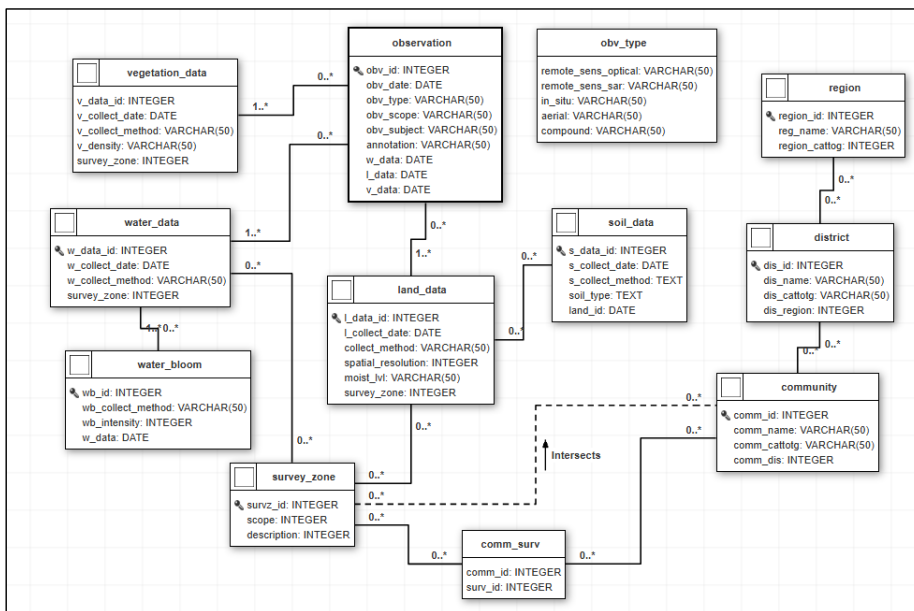 observation
obv_id: INTEGER
obv_date: DATE
obv_type: VARCHAR(50)
obv_scope: VARCHAR(50)
obv_subject: VARCHAR(50)
annotation: VARCHAR(50)
w_data: DATE
l_data: DATE
v_data: DATE
obv_type
remote_sens_optical: VARCHAR(50)
remote_sens_sar: VARCHAR(50)
in_situ: VARCHAR(50)
aerial: VARCHAR(50)
compound: VARCHAR(50)
vegetation_data
v_data_id: INTEGER
v_collect_date: DATE
v_collect_method: VARCHAR(50)
v_density: VARCHAR(50)
survey_zone: INTEGER
0..*
1..*
region
region_id: INTEGER
reg_name: VARCHAR(50)
region_cattog: INTEGER
0..*
0..*
1..*
water_data
w_data_id: INTEGER
w_collect_date: DATE
w_collect_method: VARCHAR(50)
survey_zone: INTEGER
0..*
0..*
1..*
soil_data
s_data_id: INTEGER
s_collect_date: DATE
s_collect_method: TEXT
soil_type: TEXT
land_id: DATE
0..*
0..*
0..*
district
dis_id: INTEGER
dis_name: VARCHAR(50)
dis_cattotg: VARCHAR(50)
dis_region: INTEGER
land_data
l_data_id: INTEGER
l_collect_date: DATE
collect_method: VARCHAR(50)
spatial_resolution: INTEGER
moist_lvl: VARCHAR(50)
survey_zone: INTEGER
1..*
0..*
water_bloom
wb_id: INTEGER
wb_collect_method: VARCHAR(50)
wb_intensity: INTEGER
w_data: DATE
0..*
0..*
community
comm_id: INTEGER
comm_name: VARCHAR(50)
comm_cattotg: VARCHAR(50)
comm_dis: INTEGER
0..*
0..*
0..*
Intersects
0..*
0..*
survey_zone
survz_id: INTEGER
scope: INTEGER
description: INTEGER
0..*
0..*
0..*
0..*
0..*
comm_surv
comm_id: INTEGER
surv_id: INTEGER